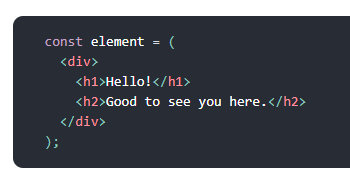 const element = (
  <div>
    <h1>Hello!</h1>
    <h2>Good to see you here.</h2>
  </div>
);